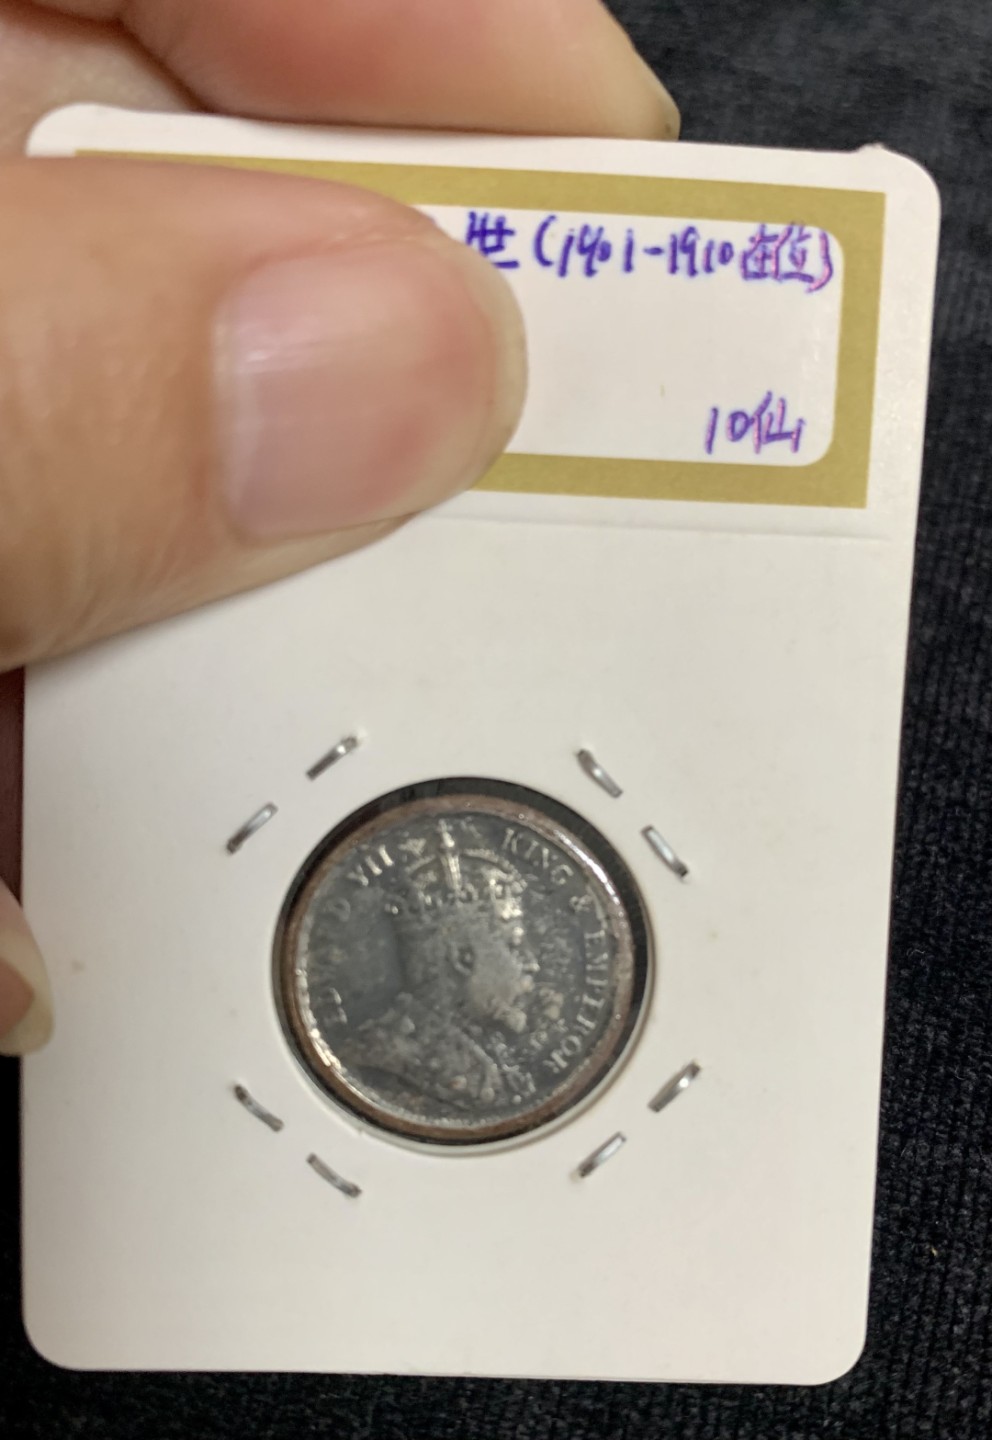 世 (1901-1910在位)
10仙
EDWARD VII KING & EMPEROR